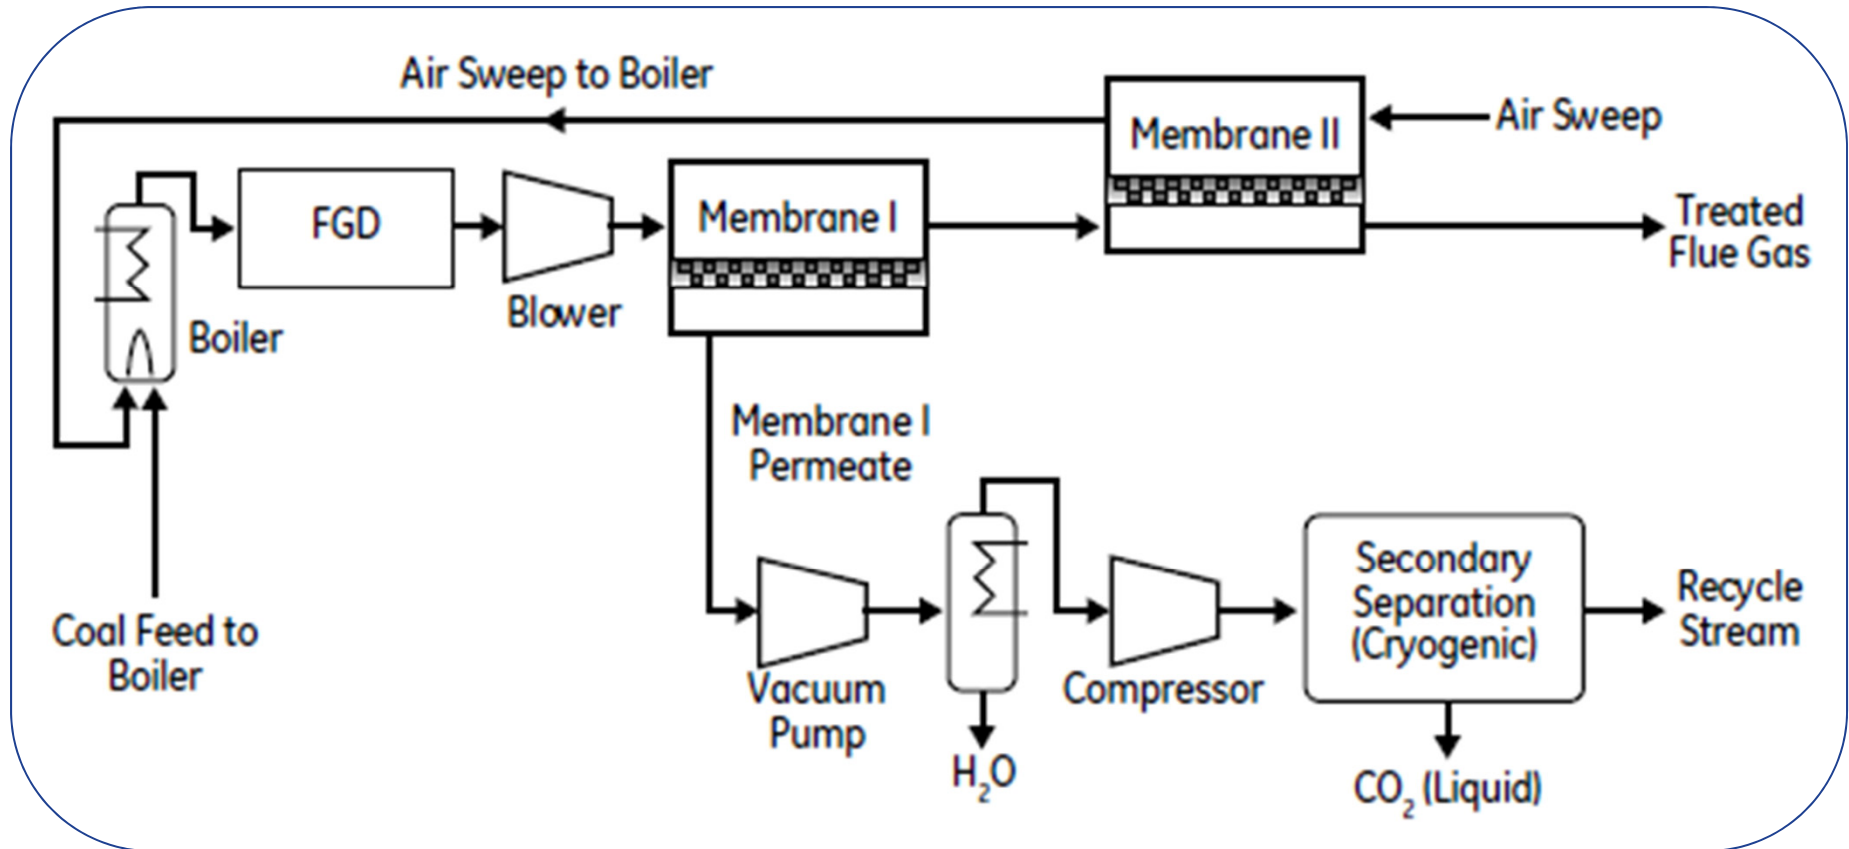 Air Sweep to Boiler
Membrane II
Air Sweep
FGD
Membrane I
Treated
Flue Gas
Blower
Boiler
Membrane I
Permeate
Coal Feed to
Boiler
Vacuum
Pump
H₂O
Compressor
Secondary
Separation
(Cryogenic)
Recycle
Stream
CO₂ (Liquid)